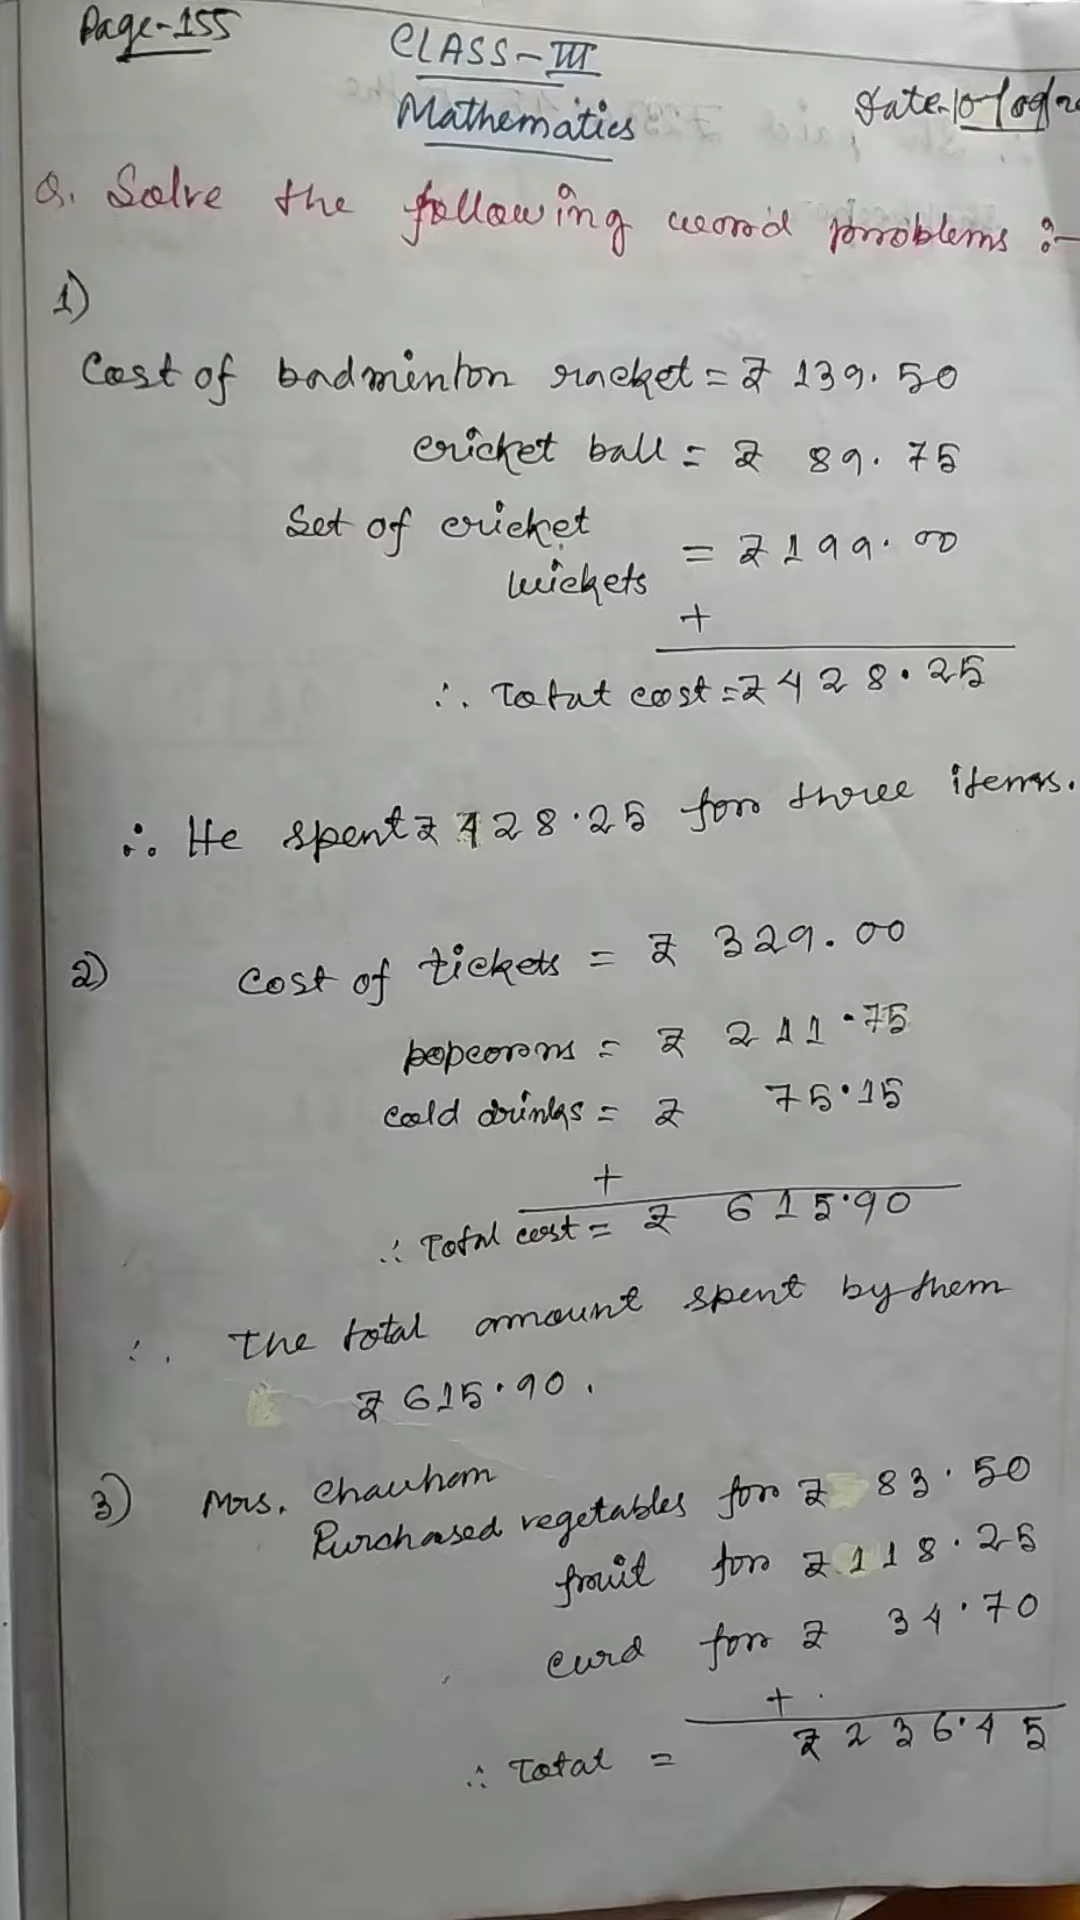 Page-155
CLASS-III
Mathematics
Date-10/09/
Q. Solve the following word problems :-
1)
Cost of badminton racket = ₹ 139.50
cricket ball = ₹ 89.75
Set of cricket
wickets = ₹ 199.00
+
∴ Total cost = ₹ 428.25
∴ He spent ₹ 428.25 for three items.
2) Cost of tickets = ₹ 329.00
popcorns = ₹ 211.75
cold drinks = ₹ 75.15
+
∴ Total cost = ₹ 615.90
∴ The total amount spent by them
₹ 615.90.
3) Mrs. Chauhan
Purchased vegetables for ₹ 83.50
fruit for ₹ 118.25
curd for ₹ 34.70
+
∴ Total = ₹ 236.45